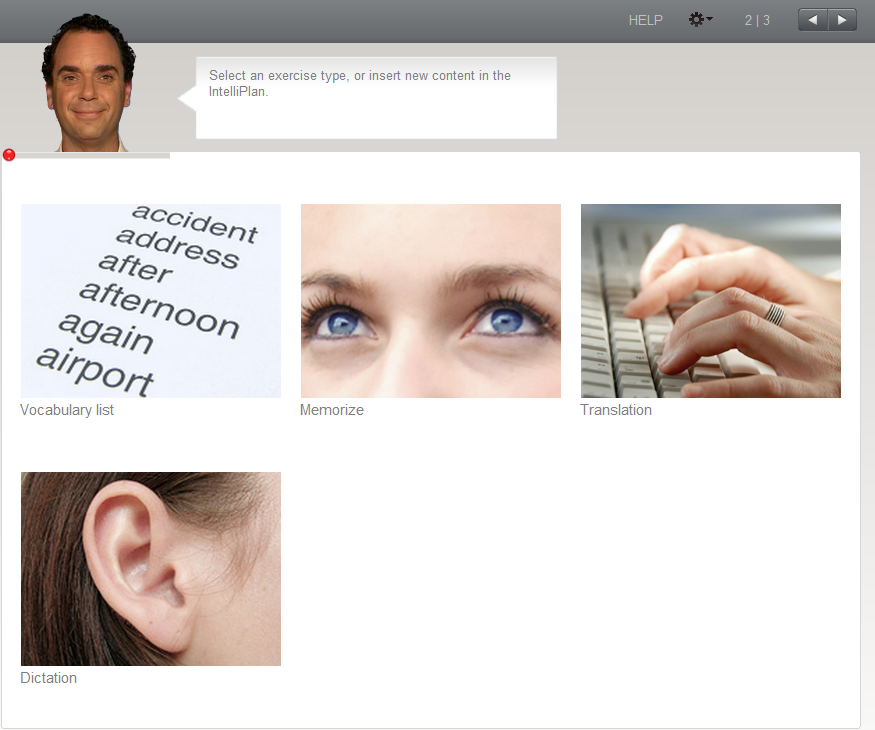 HELP
2 | 3
Select an exercise type, or insert new content in the
IntelliPlan.
accident
address
after
afternoon
again
airport
Vocabulary list
Memorize
Translation
Dictation